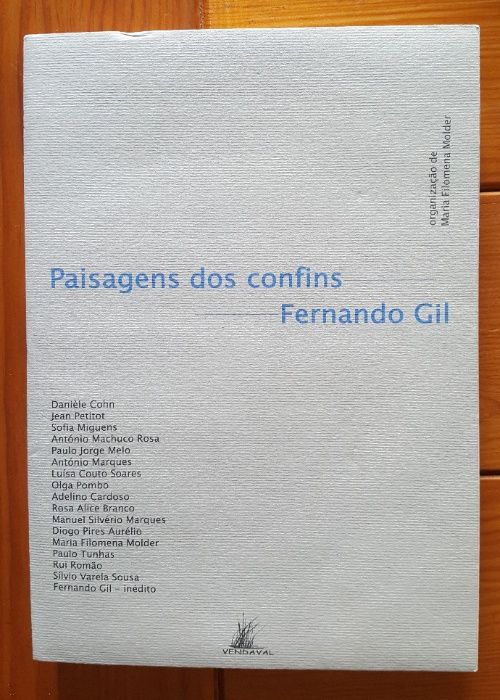 organização de
Maria Filomena Molder
Paisagens dos confins
Fernando Gil
Danièle Cohn
Jean Petitot
Sofia Miguens
António Machuco Rosa
Paulo Jorge Melo
António Marques
Luísa Couto Soares
Olga Pombo
Adelino Cardoso
Rosa Alice Branco
Manuel Silvério Marques
Diogo Pires Aurélio
Maria Filomena Molder
Paulo Tunhas
Rui Romão
Sílvio Varela Sousa
Fernando Gil – inédito
VENDAVAL